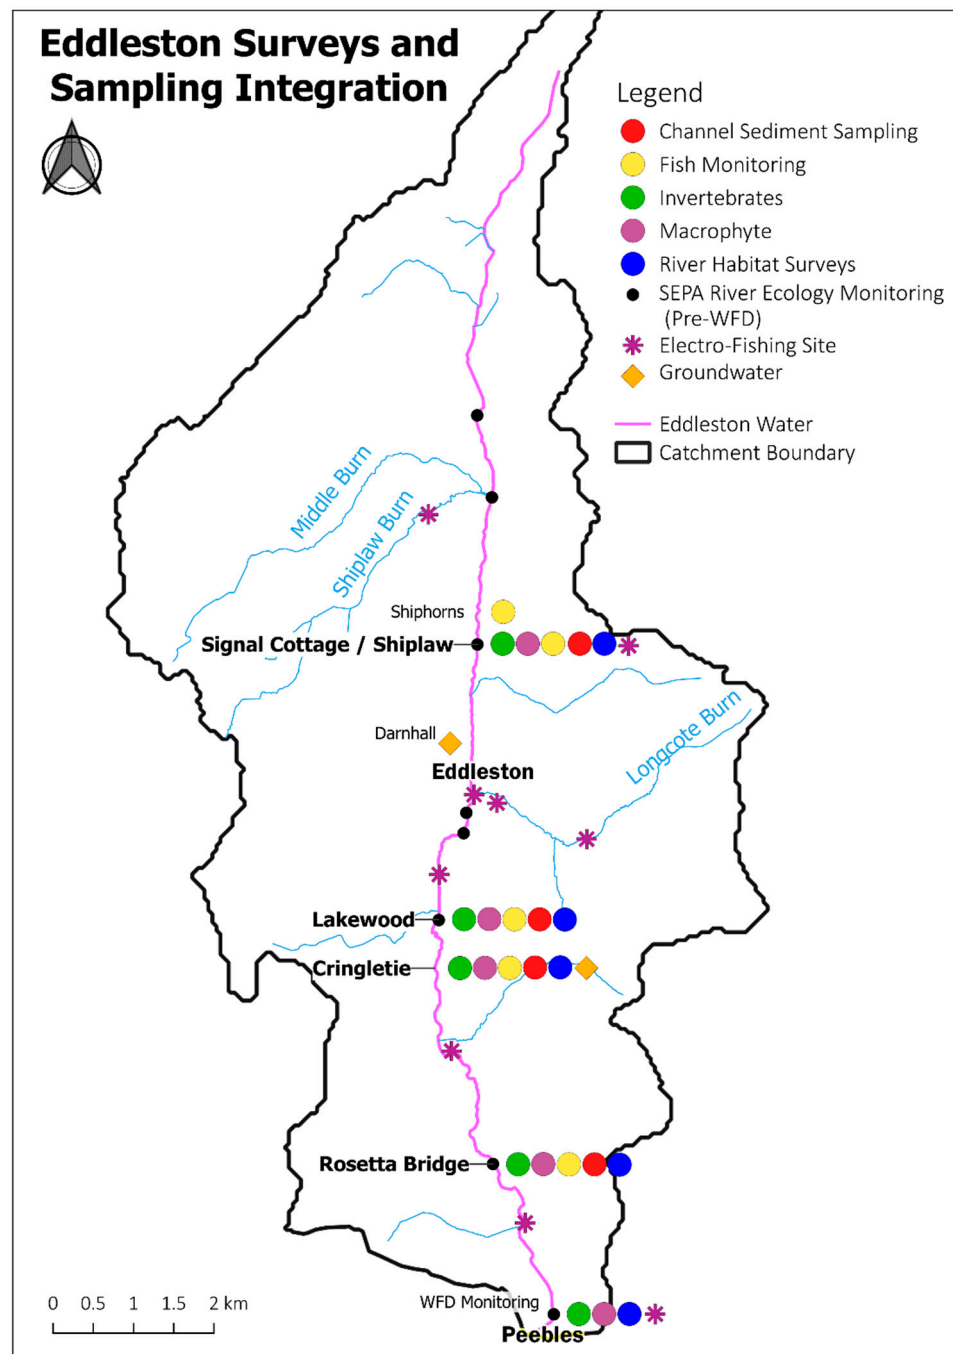 Eddleston Surveys and
Sampling Integration
Legend
Channel Sediment Sampling
Fish Monitoring
Invertebrates
Macrophyte
River Habitat Surveys
SEPA River Ecology Monitoring
(Pre-WFD)
Electro-Fishing Site
Groundwater
Eddleston Water
Catchment Boundary
Middle Burn
Shiplaw Burn
Shiphorns
Signal Cottage / Shiplaw
Longcote Burn
Darnhall
Eddleston
Lakewood
Cringletie
Rosetta Bridge
0 0.5 1 1.5 2 km
WFD Monitoring
Peebles